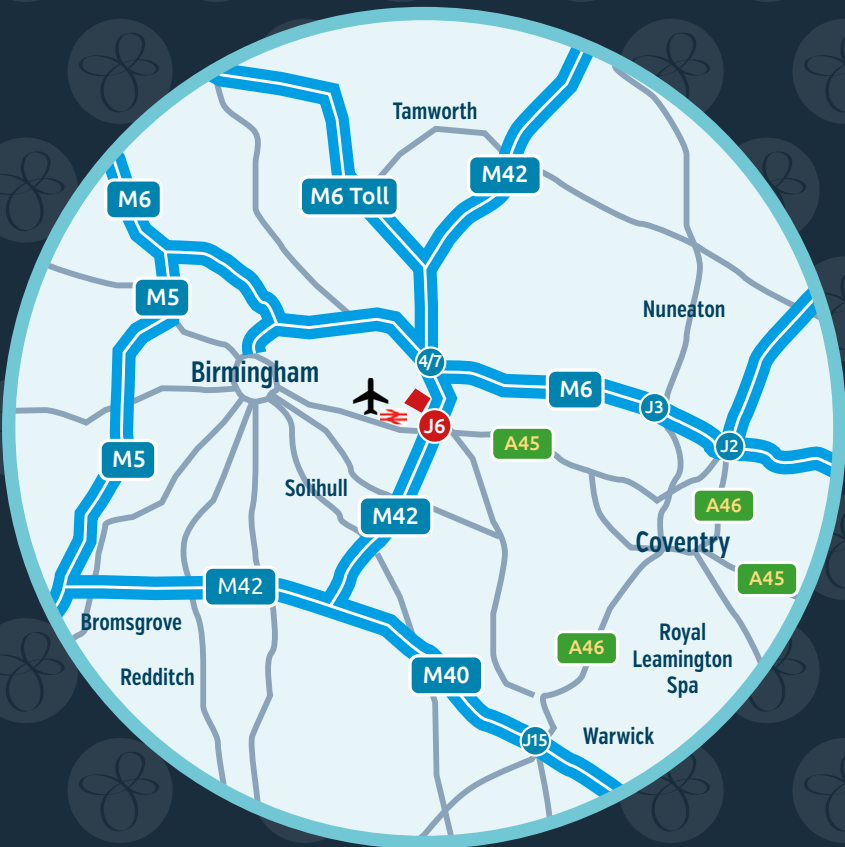 Tamworth
M42
M6 Toll
M6
M5
Nuneaton
4/7
Birmingham
M6
J3
J6
A45
J2
M5
Solihull
A46
M42
Coventry
A45
M42
Bromsgrove
A46
Royal
Leamington
Spa
Redditch
M40
J15
Warwick